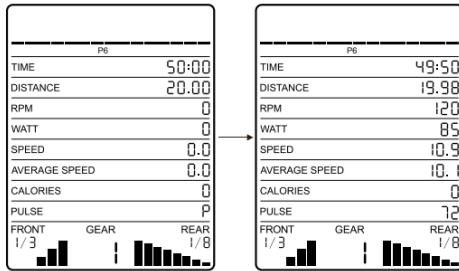 P6
TIME 50:00
DISTANCE 20.00
RPM 0
WATT 0
SPEED 0.0
AVERAGE SPEED 0.0
CALORIES 0
PULSE P
FRONT GEAR REAR
1/3 1 1/8
P6
TIME 49:50
DISTANCE 19.98
RPM 120
WATT 85
SPEED 10.9
AVERAGE SPEED 10.1
CALORIES 0
PULSE 72
FRONT GEAR REAR
1/3 1 1/8